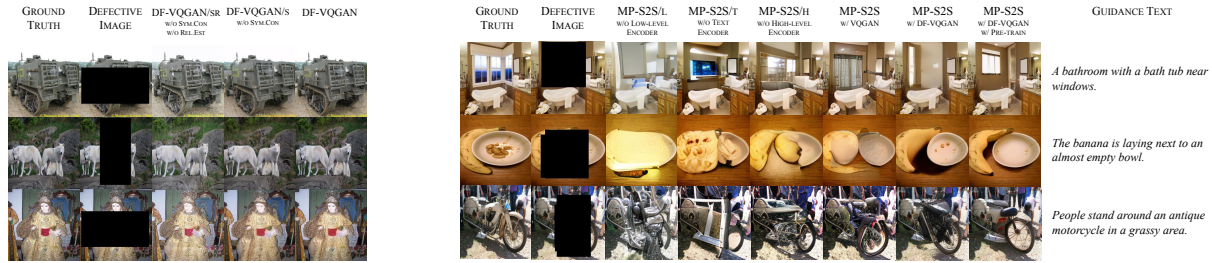 GROUND TRUTH
DEFECTIVE IMAGE
DF-VQGAN/SR
W/O SYM.CON
W/O REL.EST
DF-VQGAN/S
W/O SYM.CON
DF-VQGAN
GROUND TRUTH
DEFECTIVE IMAGE
MP-S2S/L
W/O LOW-LEVEL
ENCODER
MP-S2S/T
W/O TEXT
ENCODER
MP-S2S/H
W/O HIGH-LEVEL
ENCODER
MP-S2S
W/ VQGAN
MP-S2S
W/ DF-VQGAN
MP-S2S
W/ DF-VQGAN
W/ PRE-TRAIN
GUIDANCE TEXT
A bathroom with a bath tub near
windows.
The banana is laying next to an
almost empty bowl.
People stand around an antique
motorcycle in a grassy area.